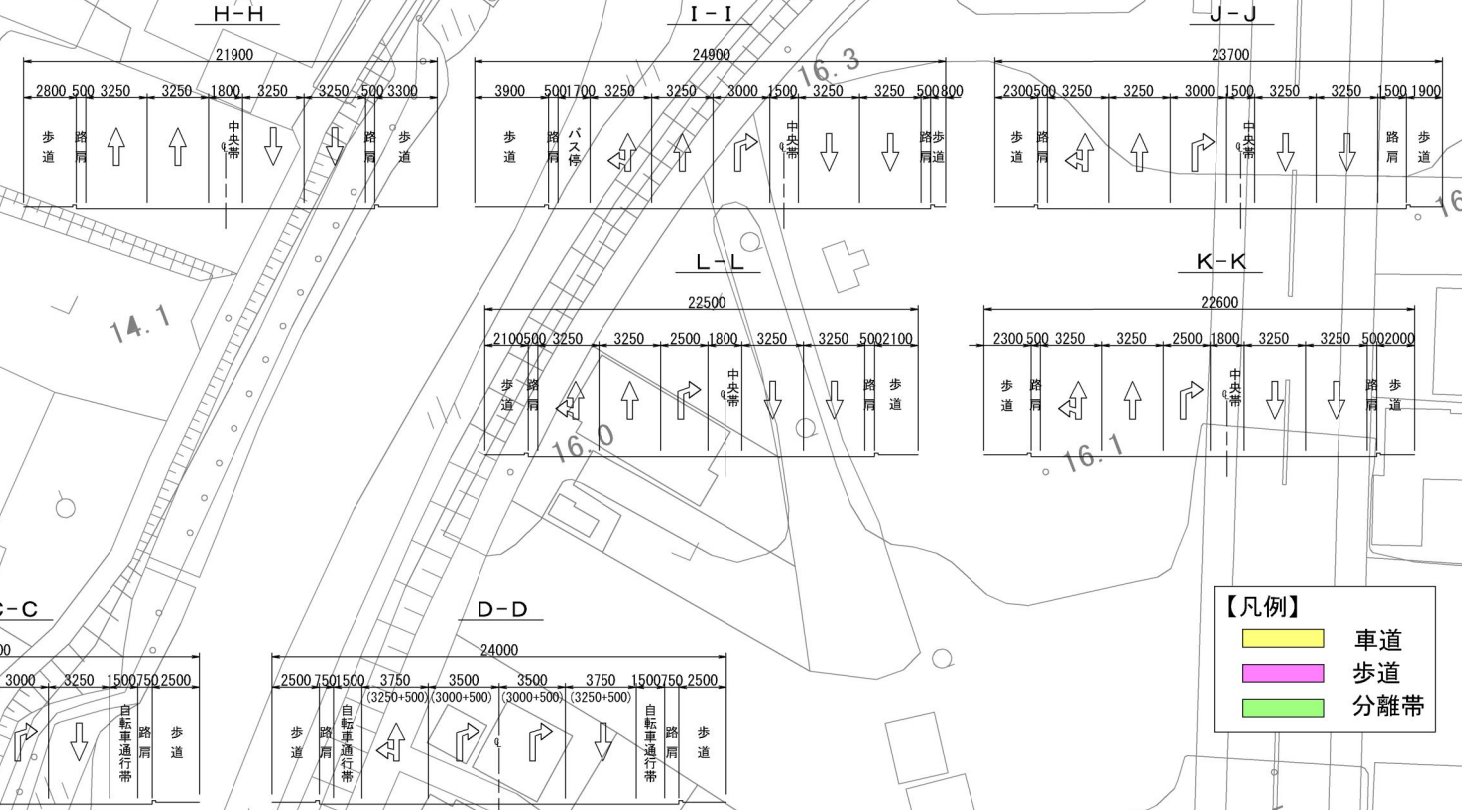 H-H
21900
2800 500 3250 3250 1800 3250 3250 500 3300
歩道 路肩 中央帯 ℄ 路肩 歩道
I-I
24900
3900 500 1700 3250 3250 3000 1500 3250 3250 500 800
歩道 路肩 バス停 中央帯 ℄ 路肩 歩道
J-J
23700
2300 500 3250 3250 3000 1500 3250 3250 1500 1900
歩道 路肩 中央帯 ℄ 路肩 歩道
16.3
16
14.1
L-L
22500
2100 500 3250 3250 2500 1800 3250 3250 500 2100
歩道 路肩 中央帯 ℄ 路肩 歩道
16.0
K-K
22600
2300 500 3250 3250 2500 1800 3250 3250 500 2000
歩道 路肩 中央帯 ℄ 路肩 歩道
16.1
C-C
00
3000 3250 1500 750 2500
自転車通行帯 路肩 歩道
D-D
24000
2500 750 1500 3750 3500 3500 3750 1500 750 2500
(3250+500) (3000+500) (3000+500) (3250+500)
歩道 路肩 自転車通行帯 ℄ 自転車通行帯 路肩 歩道
【凡例】
車道
歩道
分離帯